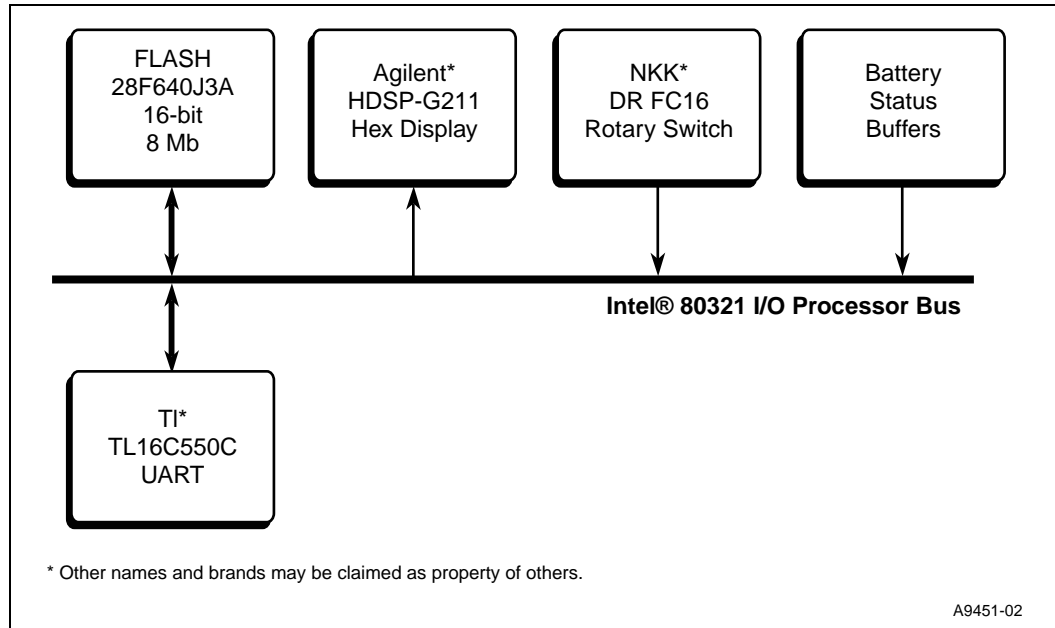 FLASH
28F640J3A
16-bit
8 Mb
Agilent*
HDSP-G211
Hex Display
NKK*
DR FC16
Rotary Switch
Battery
Status
Buffers
Intel® 80321 I/O Processor Bus
TI*
TL16C550C
UART
* Other names and brands may be claimed as property of others.
A9451-02